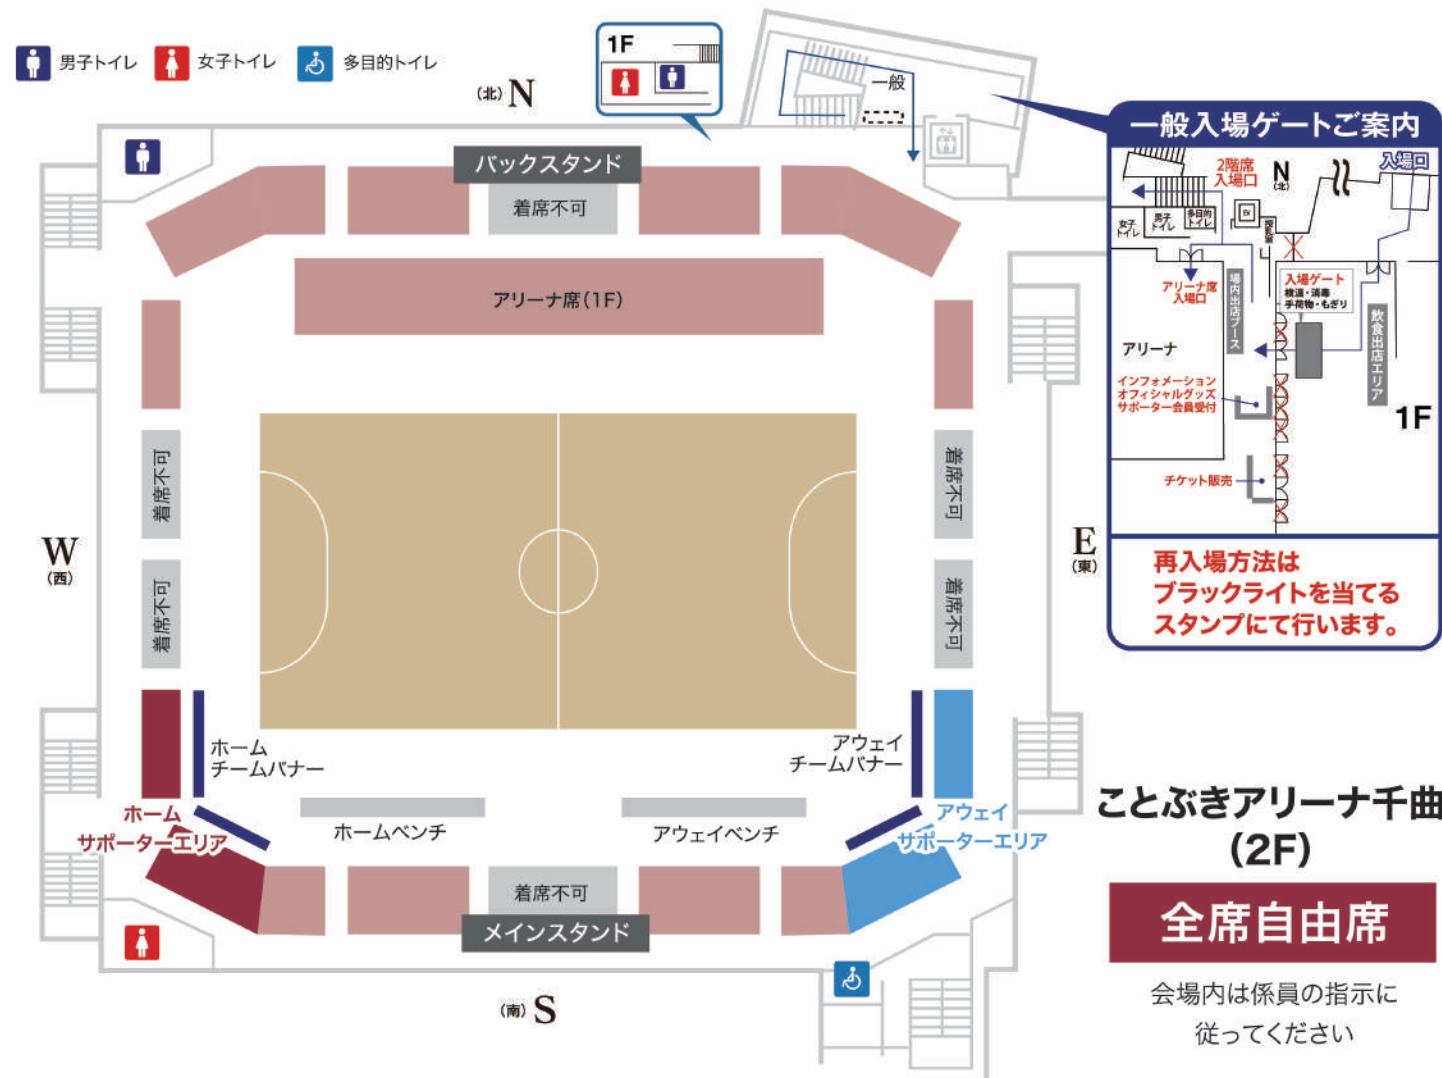 男子トイレ
女子トイレ
多目的トイレ
(北) N
1F
一般
バックスタンド
着席不可
アリーナ席(1F)
着席不可
着席不可
着席不可
着席不可
W
(西)
E
(東)
ホーム
チームバナー
アウェイ
チームバナー
ホーム
サポーターエリア
ホームベンチ
アウェイベンチ
アウェイ
サポーターエリア
着席不可
メインスタンド
(南) S
一般入場ゲートご案内
2階席
入場口
N
(北)
入場口
女子
トイレ
男子
トイレ
多目的
トイレ
EV
授乳室
アリーナ席
入場口
場内出店ブース
入場ゲート
検温・消毒
手荷物・もぎり
飲食出店エリア
アリーナ
インフォメーション
オフィシャルグッズ
サポーター会員受付
1F
チケット販売
再入場方法は
ブラックライトを当てる
スタンプにて行います。
ことぶきアリーナ千曲
(2F)
全席自由席
会場内は係員の指示に
従ってください